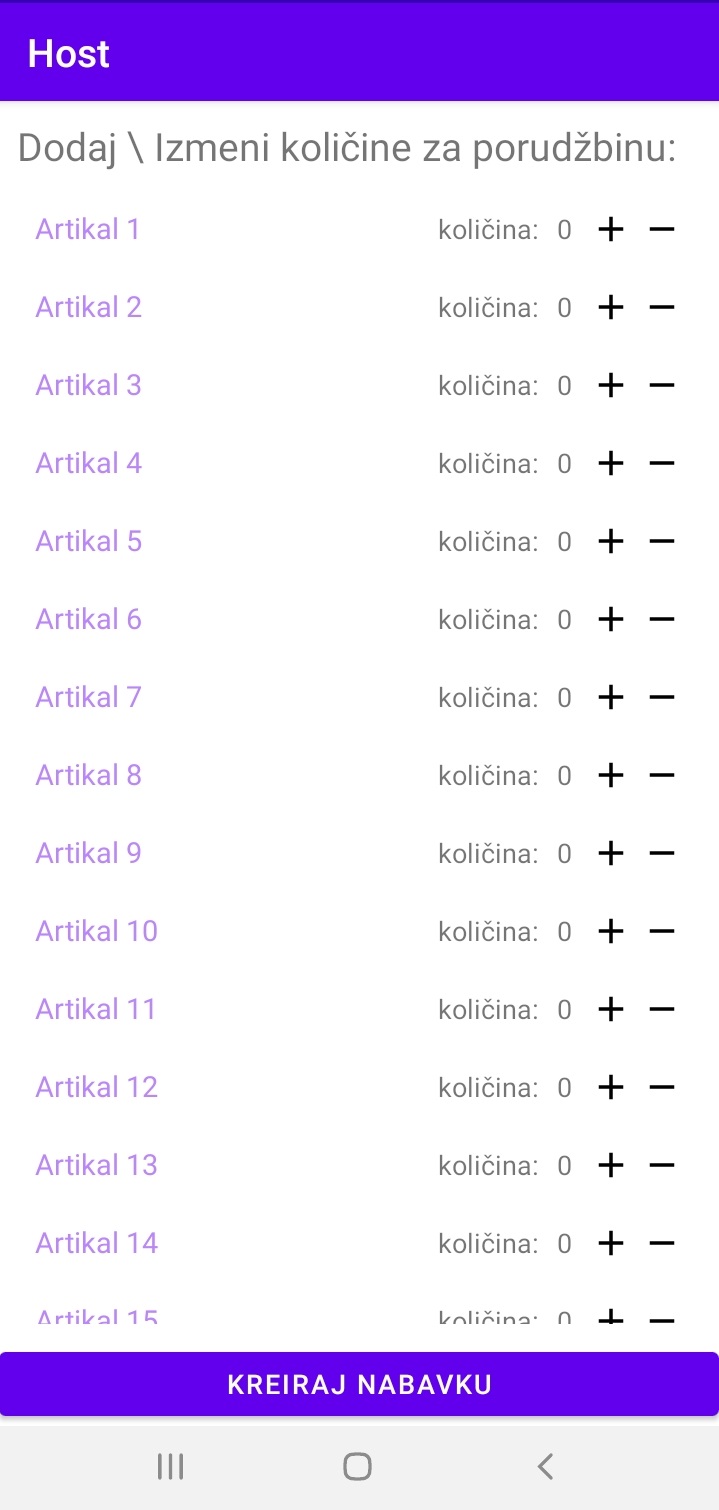 Host
Dodaj \ Izmeni količine za porudžbinu:
Artikal 1 količina: 0 + −
Artikal 2 količina: 0 + −
Artikal 3 količina: 0 + −
Artikal 4 količina: 0 + −
Artikal 5 količina: 0 + −
Artikal 6 količina: 0 + −
Artikal 7 količina: 0 + −
Artikal 8 količina: 0 + −
Artikal 9 količina: 0 + −
Artikal 10 količina: 0 + −
Artikal 11 količina: 0 + −
Artikal 12 količina: 0 + −
Artikal 13 količina: 0 + −
Artikal 14 količina: 0 + −
Artikal 15 količina: 0 + −
KREIRAJ NABAVKU